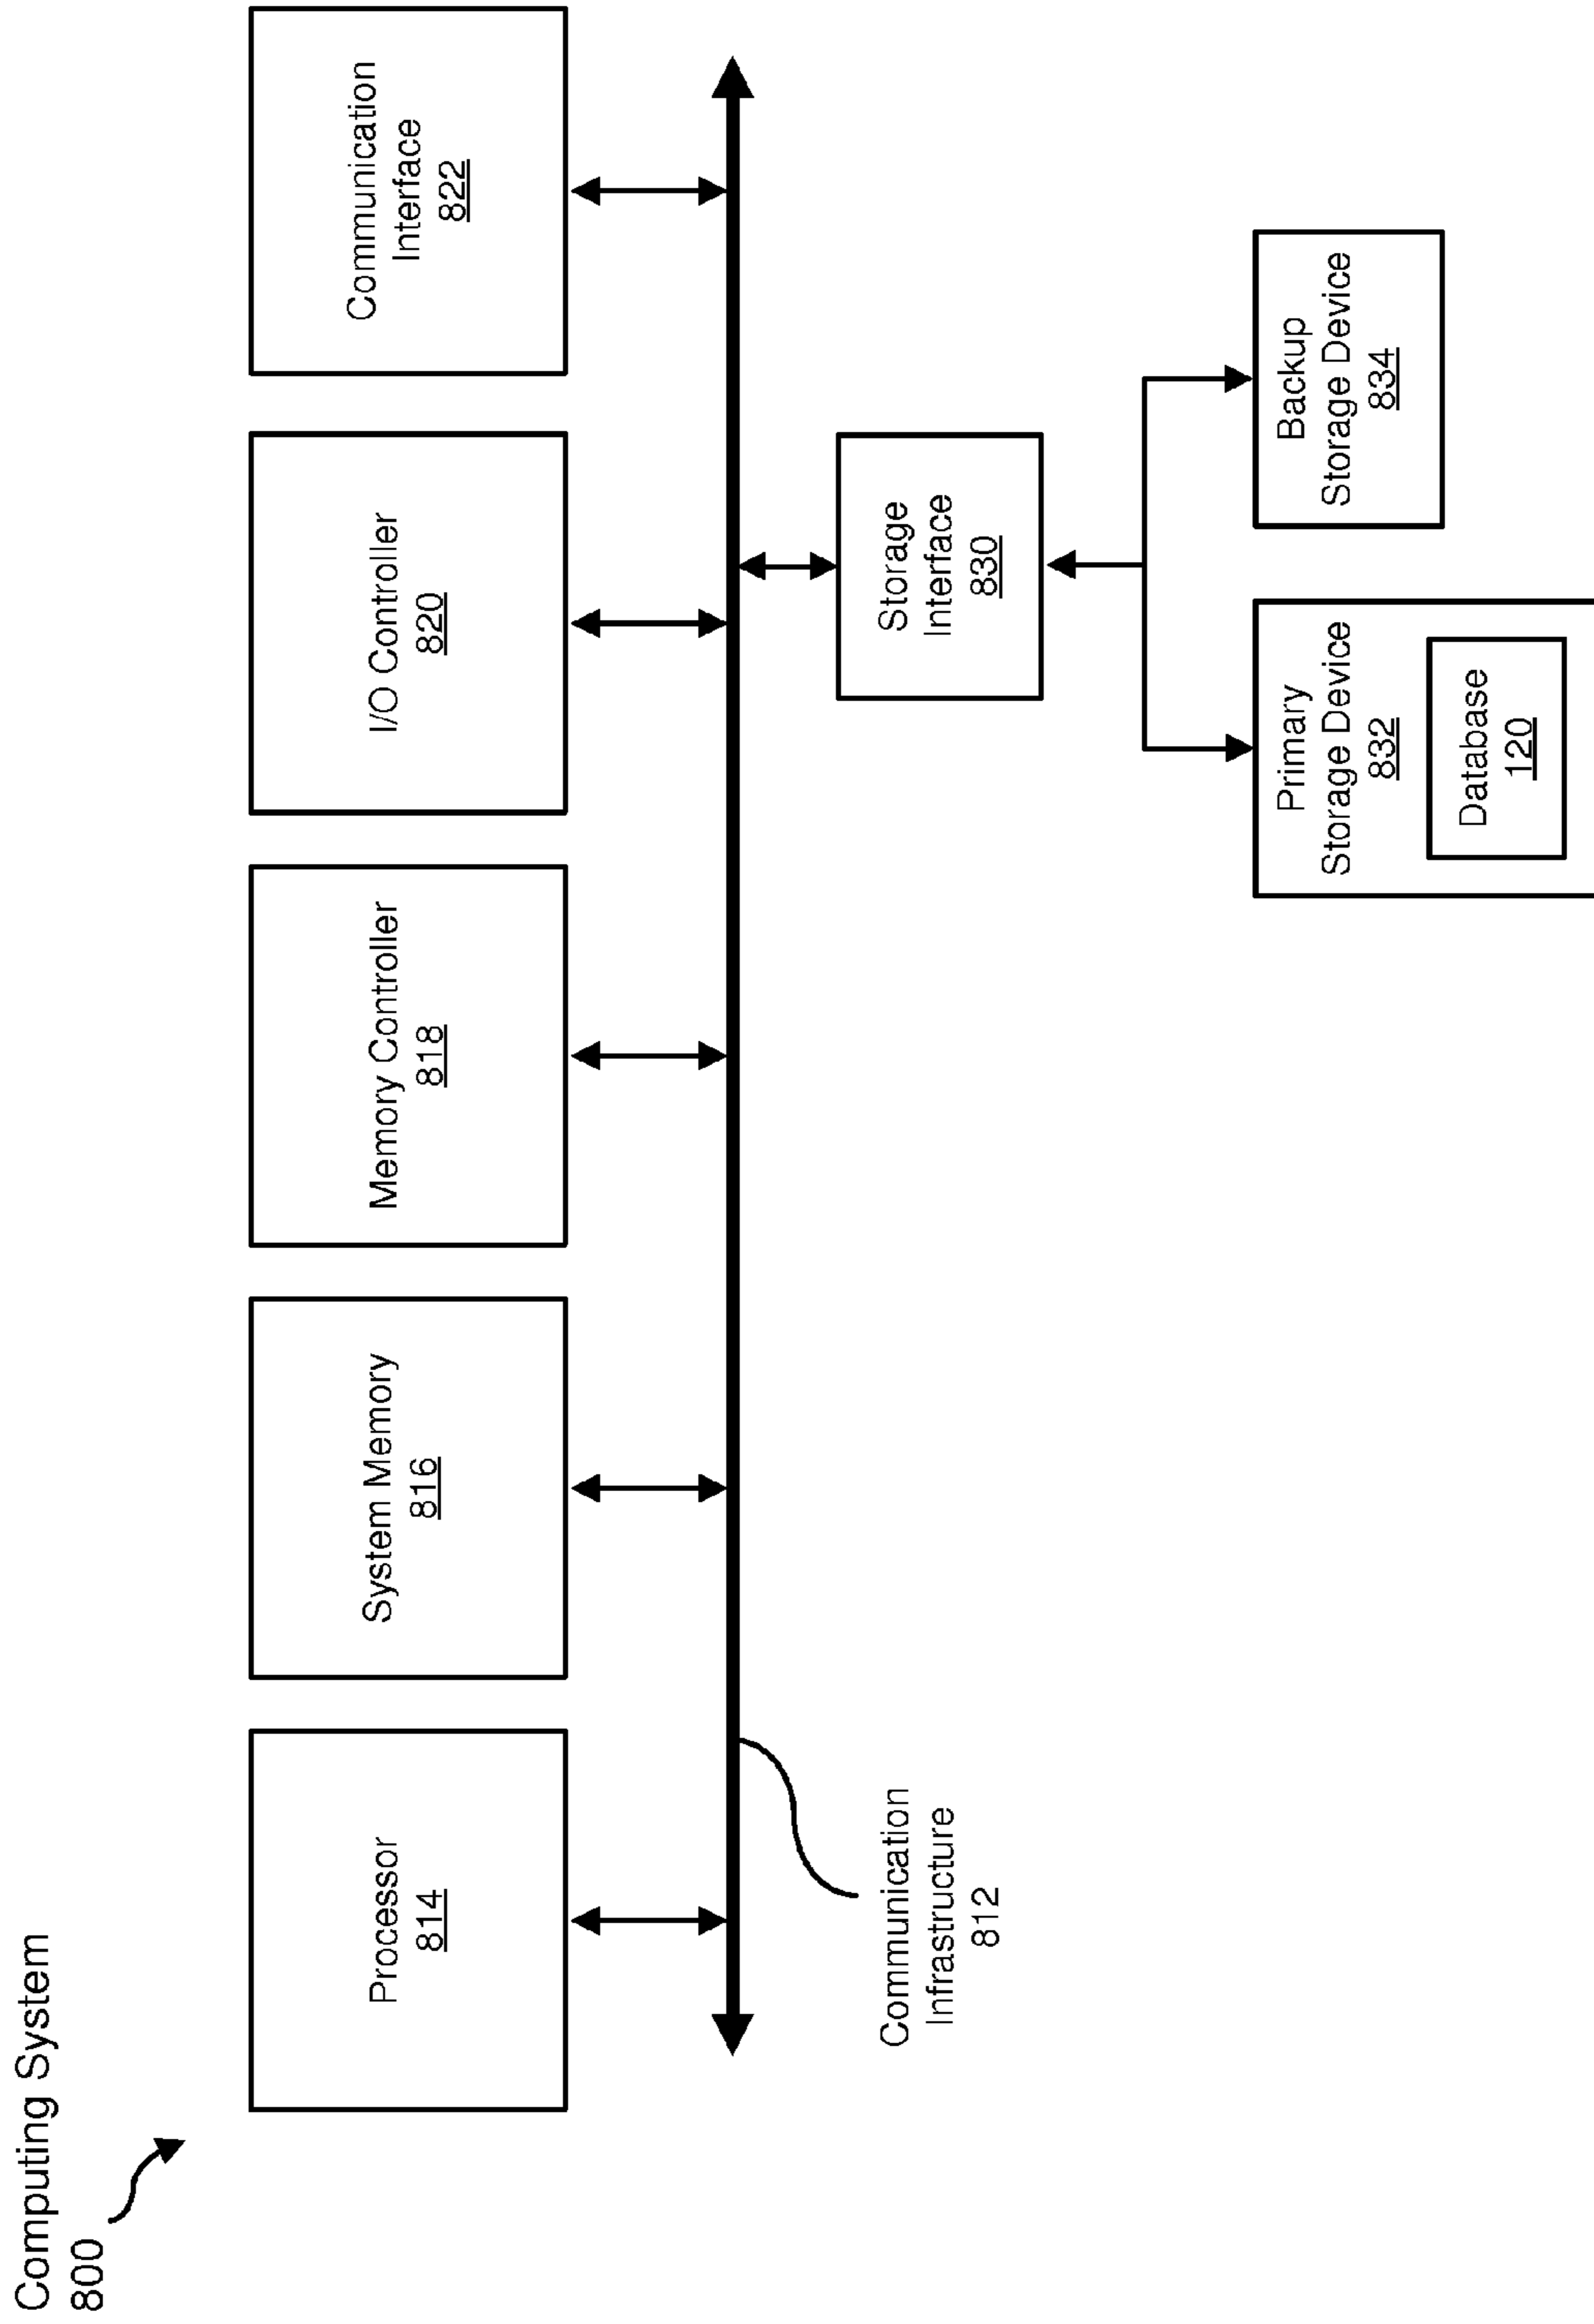 Computing System
800
Processor
814
System Memory
816
Memory Controller
818
I/O Controller
820
Communication
Interface
822
Communication
Infrastructure
812
Storage
Interface
830
Primary
Storage Device
832
Database
120
Backup
Storage Device
834